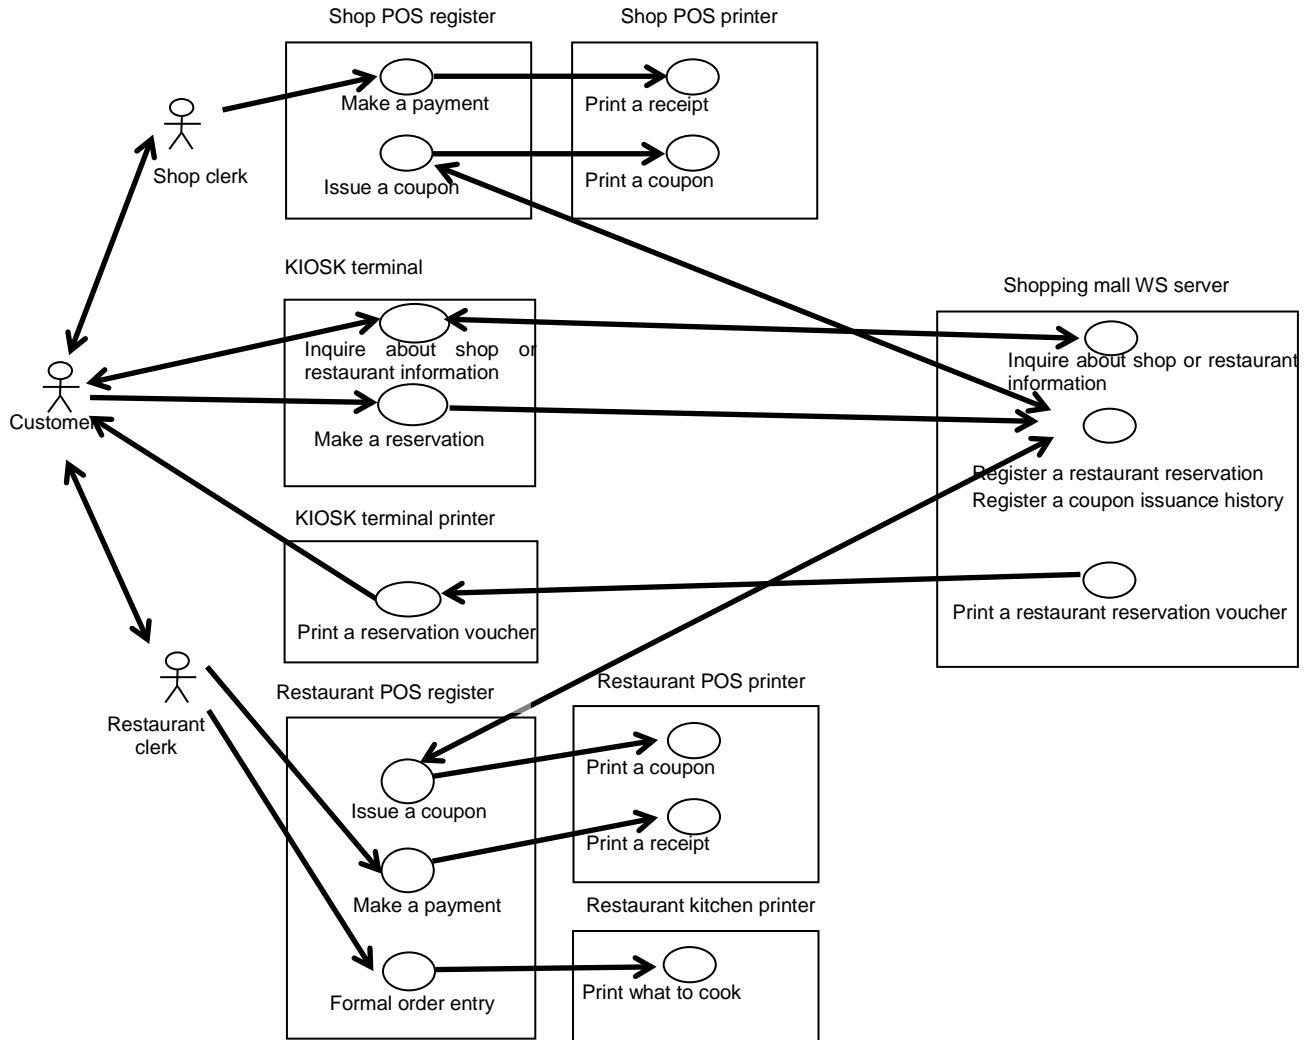 Shop POS register
Shop POS printer
Make a payment
Print a receipt
Shop clerk
Issue a coupon
Print a coupon
KIOSK terminal
Shopping mall WS server
Inquire about shop or
restaurant information
Inquire about shop or restaurant
information
Customer
Make a reservation
Register a restaurant reservation
Register a coupon issuance history
KIOSK terminal printer
Print a reservation voucher
Print a restaurant reservation voucher
Restaurant
clerk
Restaurant POS register
Restaurant POS printer
Issue a coupon
Print a coupon
Print a receipt
Make a payment
Restaurant kitchen printer
Formal order entry
Print what to cook